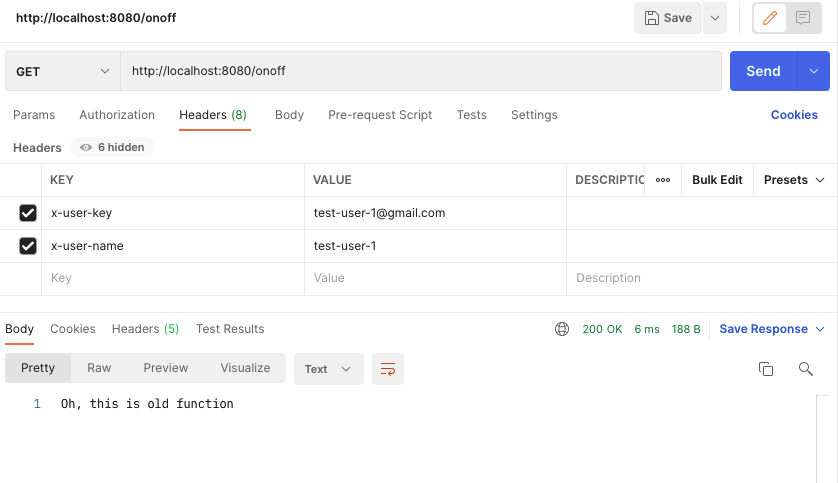 http://localhost:8080/onoff Save
GET http://localhost:8080/onoff Send
Params Authorization Headers (8) Body Pre-request Script Tests Settings Cookies
Headers 6 hidden
KEY VALUE DESCRIPTIC ooo Bulk Edit Presets
x-user-key test-user-1@gmail.com
x-user-name test-user-1
Key Value Description
Body Cookies Headers (5) Test Results 200 OK 6 ms 188 B Save Response
Pretty Raw Preview Visualize Text
1 Oh, this is old function